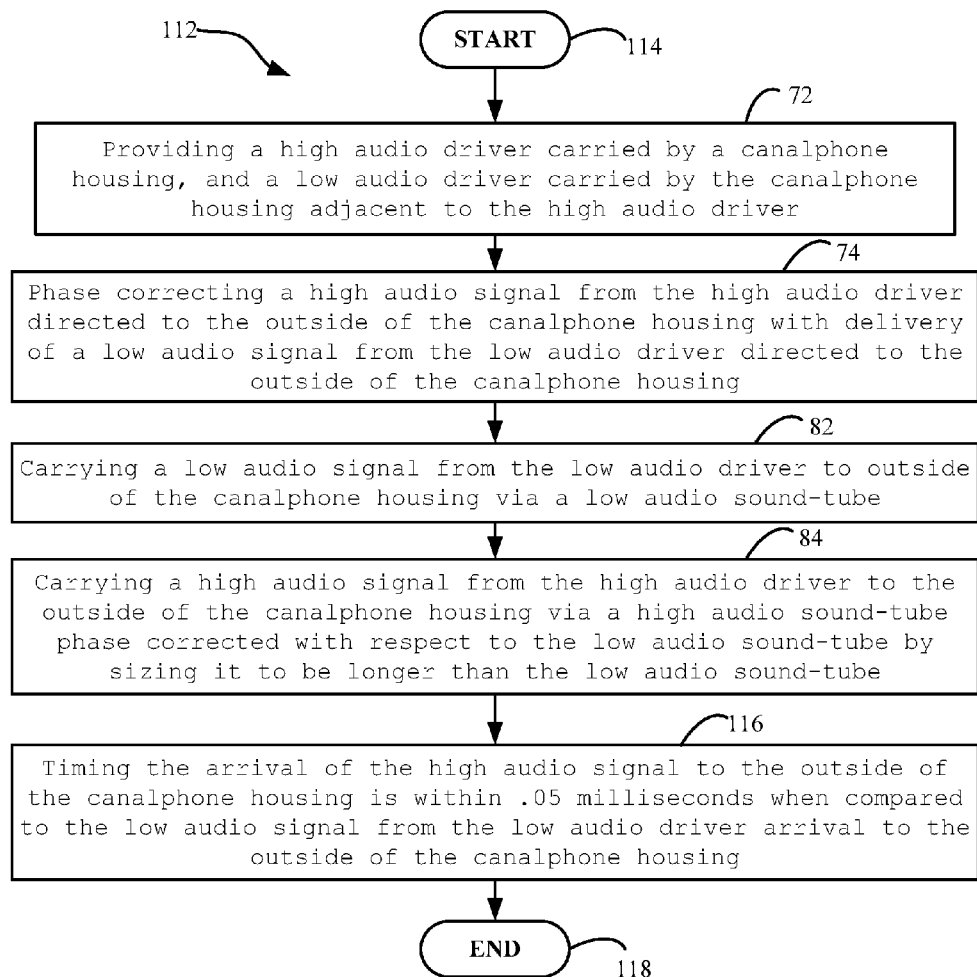 112
START
114
72
Providing a high audio driver carried by a canalphone
housing, and a low audio driver carried by the canalphone
housing adjacent to the high audio driver
74
Phase correcting a high audio signal from the high audio driver
directed to the outside of the canalphone housing with delivery
of a low audio signal from the low audio driver directed to the
outside of the canalphone housing
82
Carrying a low audio signal from the low audio driver to outside
of the canalphone housing via a low audio sound-tube
84
Carrying a high audio signal from the high audio driver to the
outside of the canalphone housing via a high audio sound-tube
phase corrected with respect to the low audio sound-tube by
sizing it to be longer than the low audio sound-tube
116
Timing the arrival of the high audio signal to the outside of
the canalphone housing is within .05 milliseconds when compared
to the low audio signal from the low audio driver arrival to the
outside of the canalphone housing
END
118